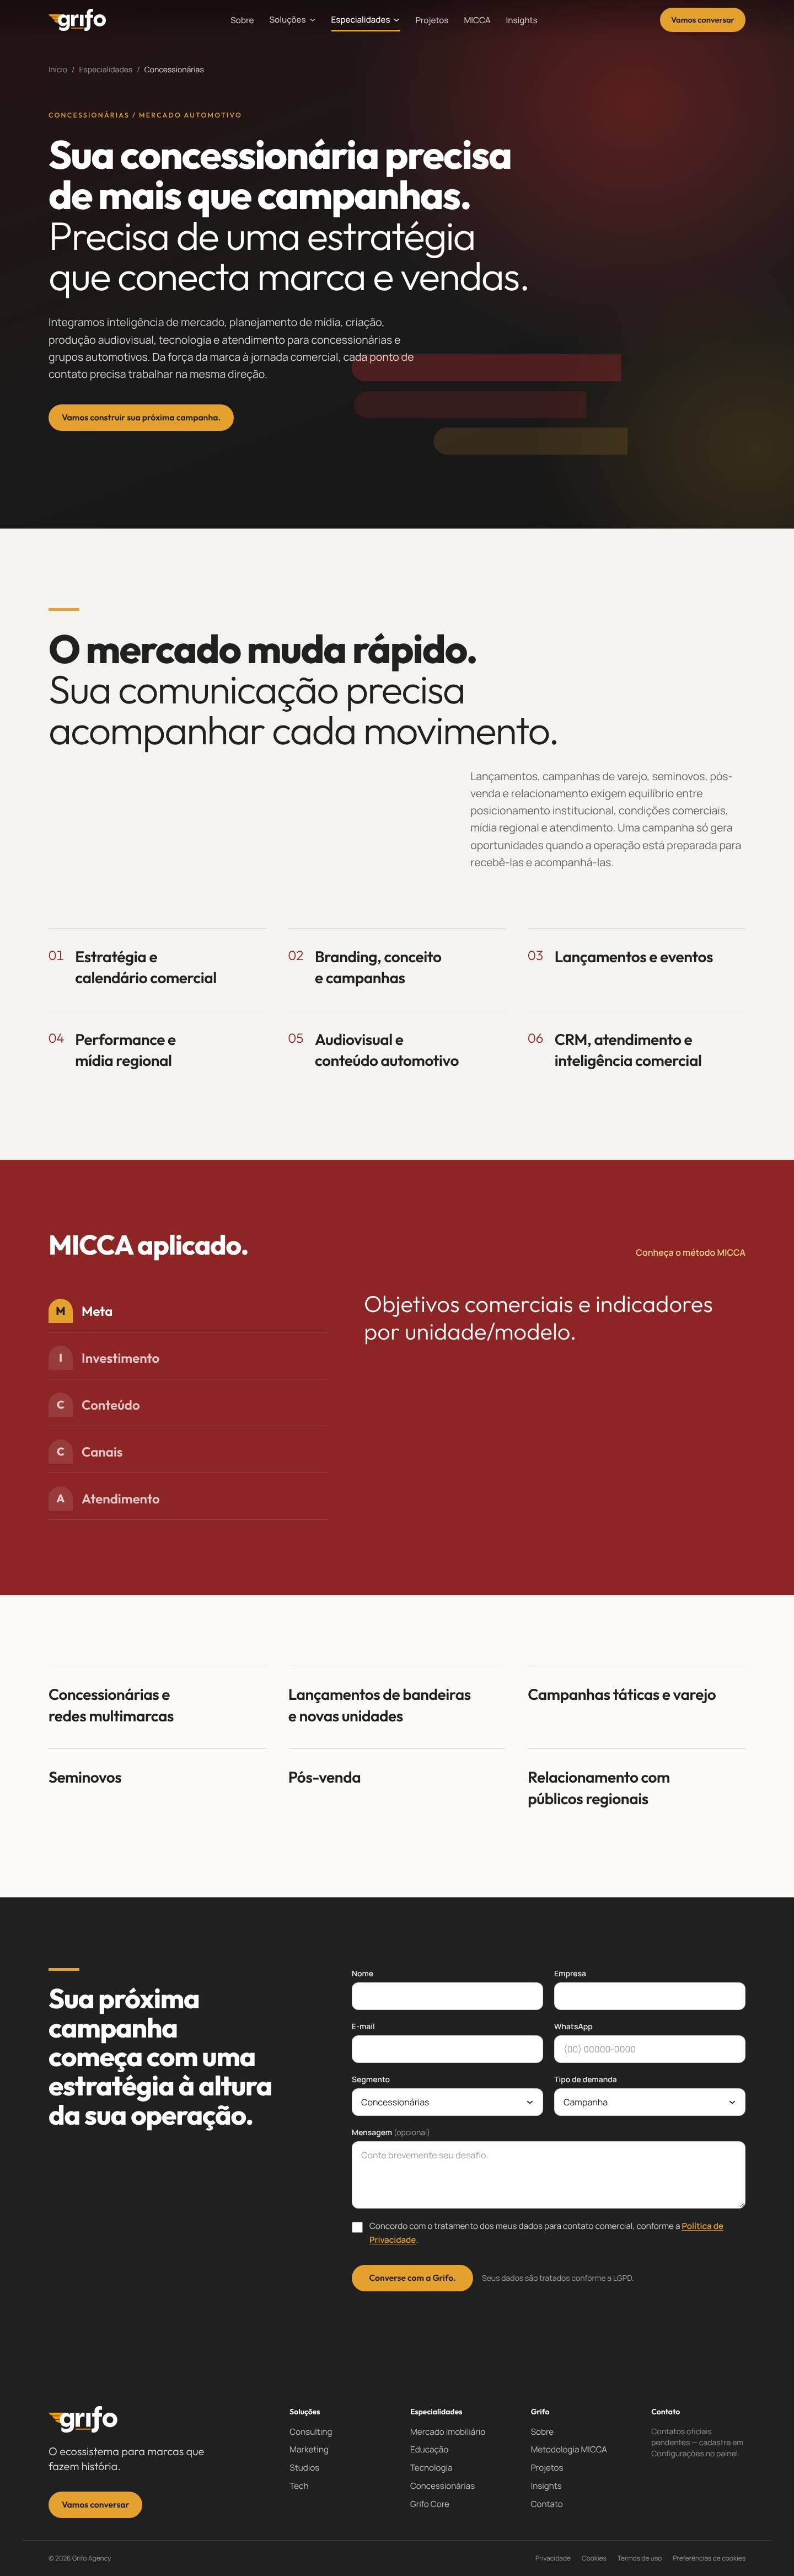 grifo
Sobre
Soluções
Especialidades
Projetos
MICCA
Insights
Vamos conversar
Início / Especialidades / Concessionárias
CONCESSIONÁRIAS / MERCADO AUTOMOTIVO
Sua concessionária precisa
de mais que campanhas.
Precisa de uma estratégia
que conecta marca e vendas.
Integramos inteligência de mercado, planejamento de mídia, criação,
produção audiovisual, tecnologia e atendimento para concessionárias e
grupos automotivos. Da força da marca à jornada comercial, cada ponto de
contato precisa trabalhar na mesma direção.
Vamos construir sua próxima campanha.
O mercado muda rápido.
Sua comunicação precisa
acompanhar cada movimento.
Lançamentos, campanhas de varejo, seminovos, pós-
venda e relacionamento exigem equilíbrio entre
posicionamento institucional, condições comerciais,
mídia regional e atendimento. Uma campanha só gera
oportunidades quando a operação está preparada para
recebê-las e acompanhá-las.
01 Estratégia e
calendário comercial
02 Branding, conceito
e campanhas
03 Lançamentos e eventos
04 Performance e
mídia regional
05 Audiovisual e
conteúdo automotivo
06 CRM, atendimento e
inteligência comercial
MICCA aplicado.
Conheça o método MICCA
M Meta
I Investimento
C Conteúdo
C Canais
A Atendimento
Objetivos comerciais e indicadores
por unidade/modelo.
Concessionárias e
redes multimarcas
Lançamentos de bandeiras
e novas unidades
Campanhas táticas e varejo
Seminovos
Pós-venda
Relacionamento com
públicos regionais
Sua próxima
campanha
começa com uma
estratégia à altura
da sua operação.
Nome
Empresa
E-mail
WhatsApp
(00) 00000-0000
Segmento
Tipo de demanda
Concessionárias
Campanha
Mensagem (opcional)
Conte brevemente seu desafio.
Concordo com o tratamento dos meus dados para contato comercial, conforme a Política de
Privacidade.
Converse com a Grifo.
Seus dados são tratados conforme a LGPD.
grifo
O ecossistema para marcas que
fazem história.
Vamos conversar
Soluções
Consulting
Marketing
Studios
Tech
Especialidades
Mercado Imobiliário
Educação
Tecnologia
Concessionárias
Grifo Core
Grifo
Sobre
Metodologia MICCA
Projetos
Insights
Contato
Contato
Contatos oficiais
pendentes — cadastre em
Configurações no painel.
© 2026 Grifo Agency
Privacidade
Cookies
Termos de uso
Preferências de cookies